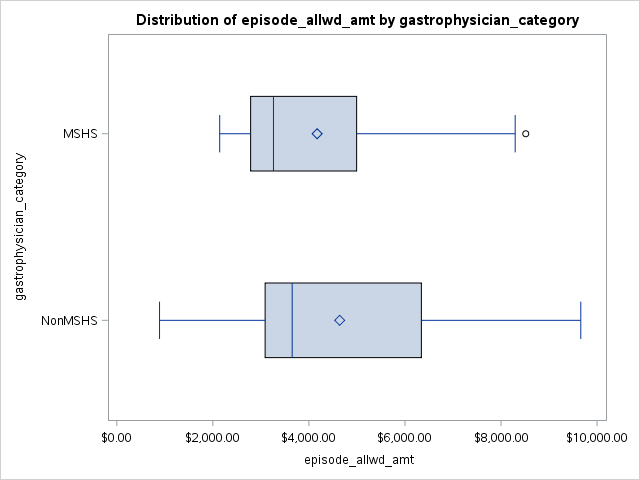 Distribution of episode_allwd_amt by gastrophysician_category
gastrophysician_category
MSHS
NonMSHS
$0.00 $2,000.00 $4,000.00 $6,000.00 $8,000.00 $10,000.00
episode_allwd_amt